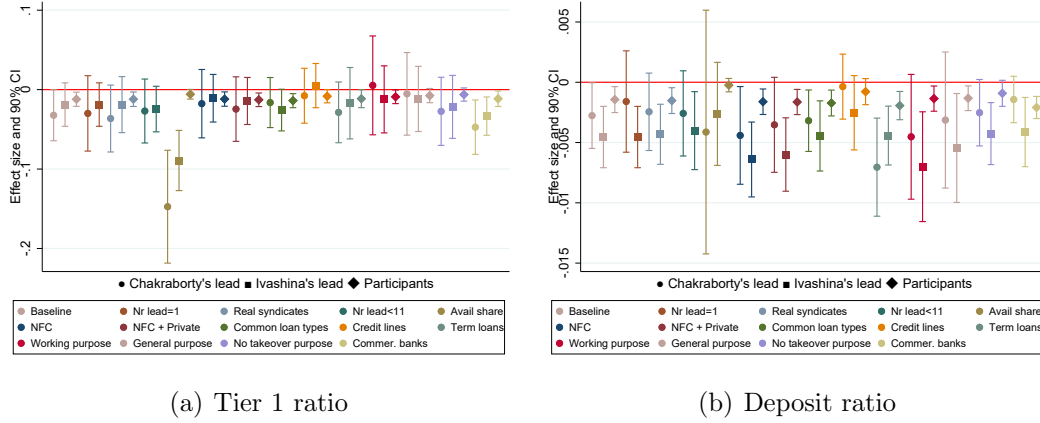 .1
0
-.1
-.2
Effect size and 90% CI
● Chakraborty's lead ■ Ivashina's lead ◆ Participants
Baseline Nr lead=1 Real syndicates Nr lead<11 Avail share
NFC NFC + Private Common loan types Credit lines Term loans
Working purpose General purpose No takeover purpose Commer. banks
(a) Tier 1 ratio
.005
0
-.005
-.01
-.015
Effect size and 90% CI
● Chakraborty's lead ■ Ivashina's lead ◆ Participants
Baseline Nr lead=1 Real syndicates Nr lead<11 Avail share
NFC NFC + Private Common loan types Credit lines Term loans
Working purpose General purpose No takeover purpose Commer. banks
(b) Deposit ratio